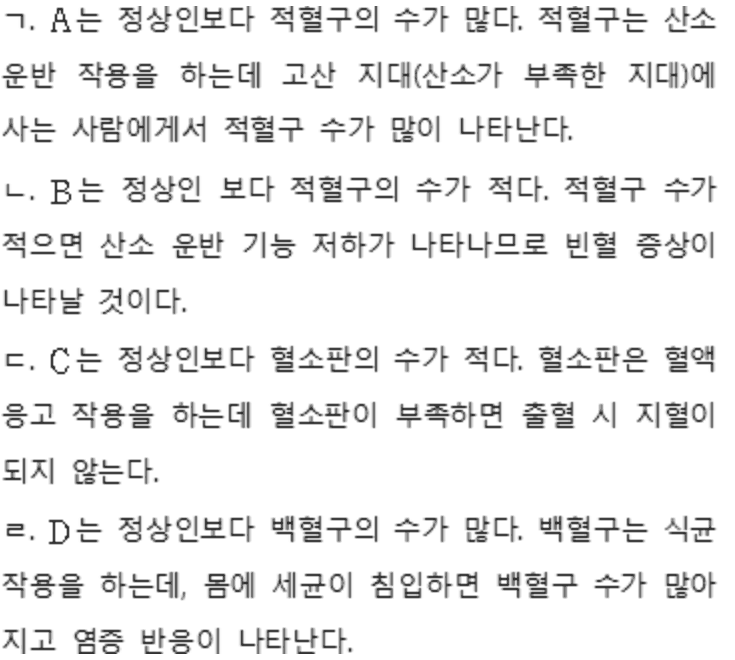 ㄱ. A는 정상인보다 적혈구의 수가 많다. 적혈구는 산소
운반 작용을 하는데 고산 지대(산소가 부족한 지대)에
사는 사람에게서 적혈구 수가 많이 나타난다.
ㄴ. B는 정상인 보다 적혈구의 수가 적다. 적혈구 수가
적으면 산소 운반 기능 저하가 나타나므로 빈혈 증상이
나타날 것이다.
ㄷ. C는 정상인보다 혈소판의 수가 적다. 혈소판은 혈액
응고 작용을 하는데 혈소판이 부족하면 출혈 시 지혈이
되지 않는다.
ㄹ. D는 정상인보다 백혈구의 수가 많다. 백혈구는 식균
작용을 하는데, 몸에 세균이 침입하면 백혈구 수가 많아
지고 염증 반응이 나타난다.